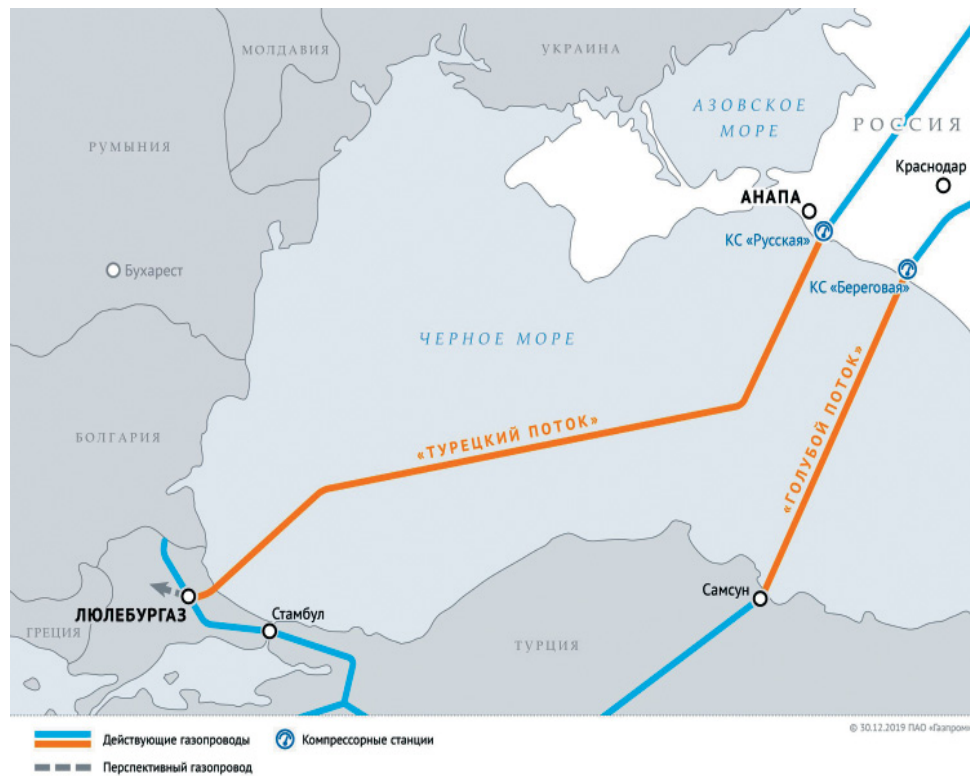 МОЛДАВИЯ
УКРАИНА
АЗОВСКОЕ
МОРЕ
РОССИЯ
РУМЫНИЯ
Краснодар
АНАПА
КС «Русская»
Бухарест
КС «Береговая»
ЧЕРНОЕ МОРЕ
«ТУРЕЦКИЙ ПОТОК»
«ГОЛУБОЙ ПОТОК»
БОЛГАРИЯ
Самсун
ЛЮЛЕБУРГАЗ
Стамбул
ГРЕЦИЯ
ТУРЦИЯ
© 30.12.2019 ПАО «Газпром»
Действующие газопроводы
Компрессорные станции
Перспективный газопровод